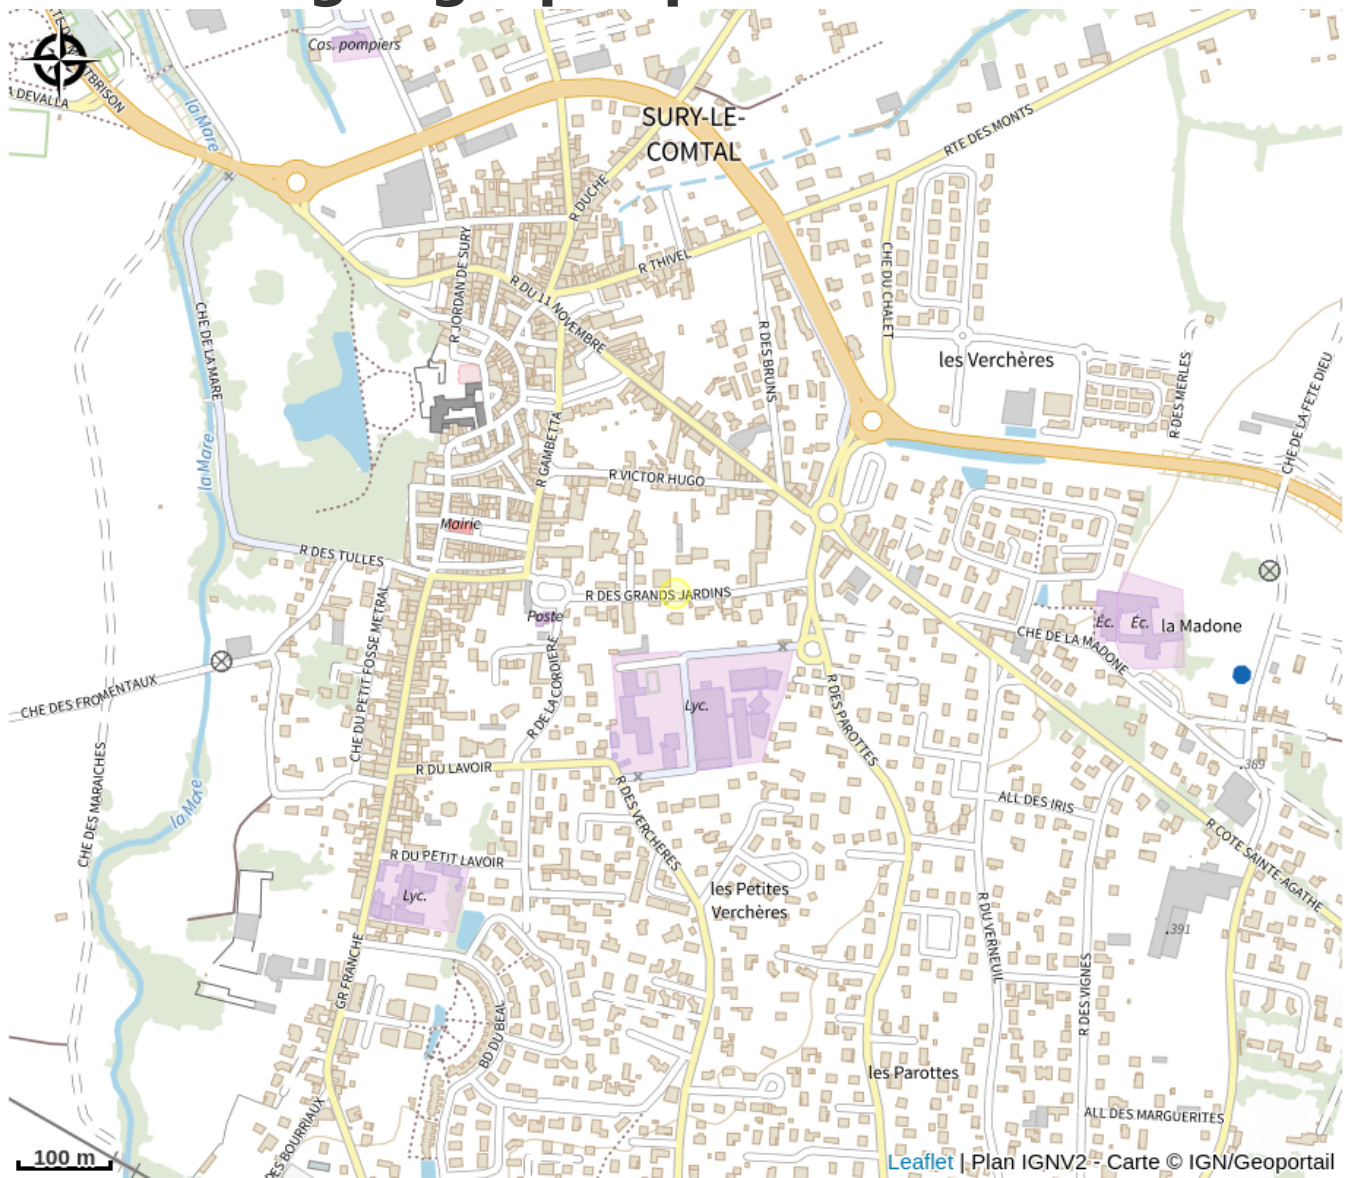 Cas. pompiers
MONTBRISON
A DEVALLA
la Mare
SURY-LE-
COMTAL
RTE DES MONTS
R DUCHE
R JORDAN DE SURY
R THIVEL
CHE DU CHALET
R DU 11 NOVEMBRE
CHE DE LA MARE
R DES BRUNS
les Verchères
R DES MERLES
CHE DE LA FETE DIEU
R GAMBETTA
la Mare
R VICTOR HUGO
Mairie
R DES TULLES
R DES GRANDS JARDINS
Poste
CHE DU PETIT FOSSE METRAL
Éc.
Éc.
la Madone
CHE DE LA MADONE
CHE DES FROMENTAUX
R DE LA CORDIERE
Lyc.
R DES PAROTTES
R DU LAVOIR
389
CHE DES MARAICHES
la Mare
ALL DES IRIS
R DES VERCHERES
R COTE SAINTE-AGATHE
R DU PETIT LAVOIR
Lyc.
les Petites
Verchères
R DU VERNEUIL
391
GR FRANCHE
R DES VIGNES
BD DU BEAL
les Parottes
DES BOURRIAUX
ALL DES MARGUERITES
100 m
Leaflet | Plan IGNV2 - Carte © IGN/Geoportail